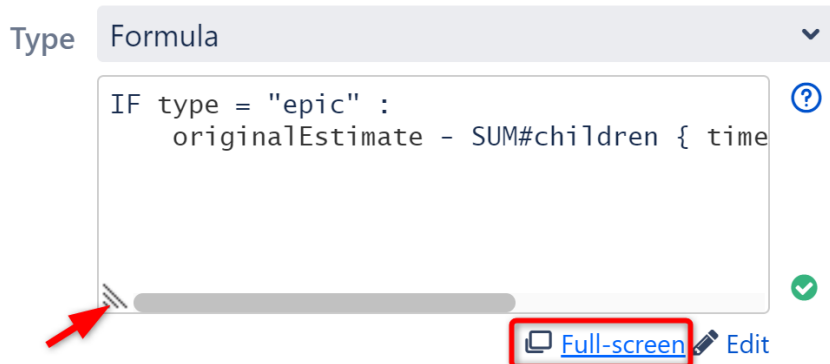 Type Formula
IF type = "epic" :
originalEstimate - SUM#children { time
Full-screen Edit